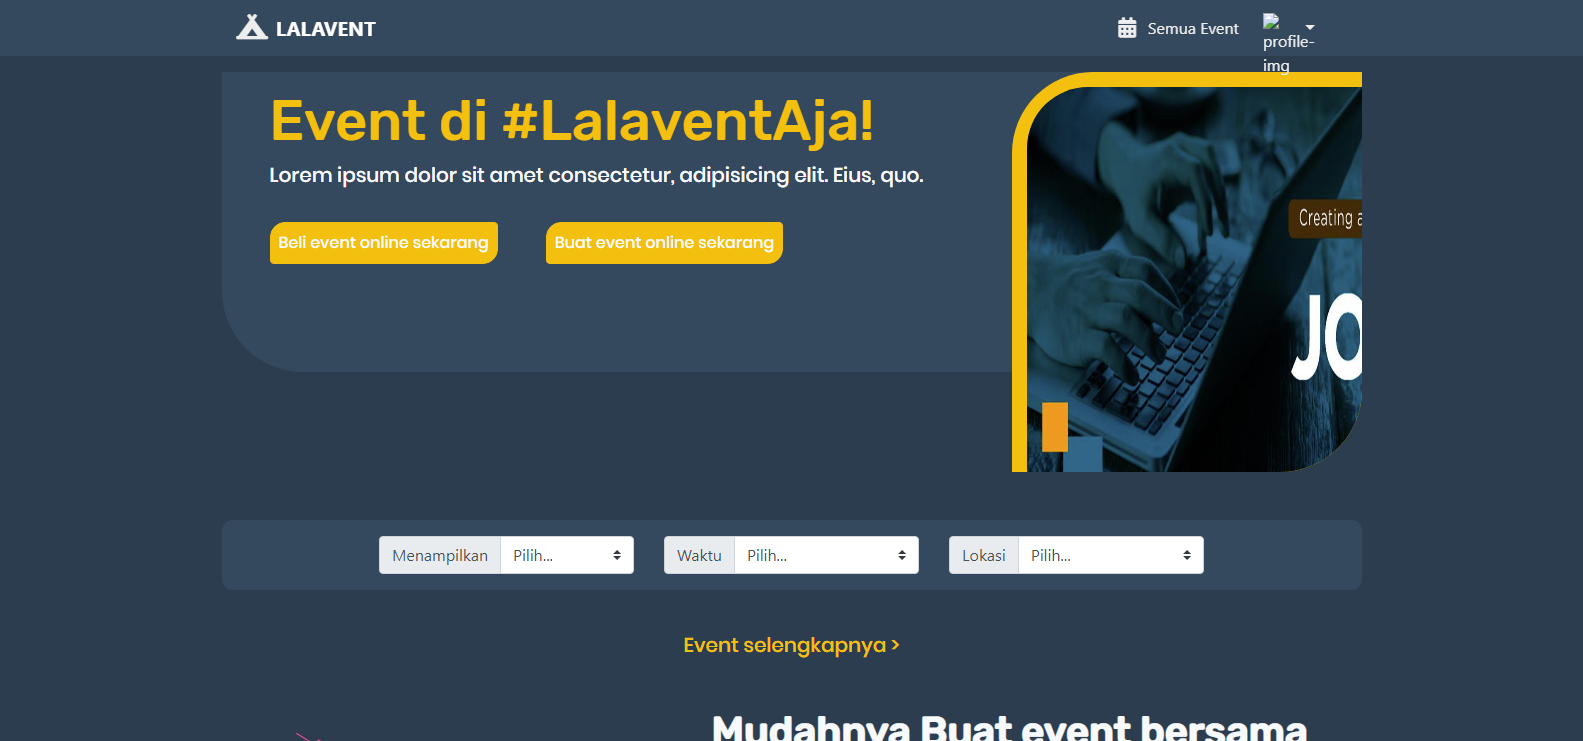 LALAVENT
Semua Event
profile-
img
Event di #LalaventAja!
Lorem ipsum dolor sit amet consectetur, adipisicing elit. Eius, quo.
Beli event online sekarang
Buat event online sekarang
Creating a
JO
Menampilkan
Pilih...
Waktu
Pilih...
Lokasi
Pilih...
Event selengkapnya >
Mudahnya Buat event bersama